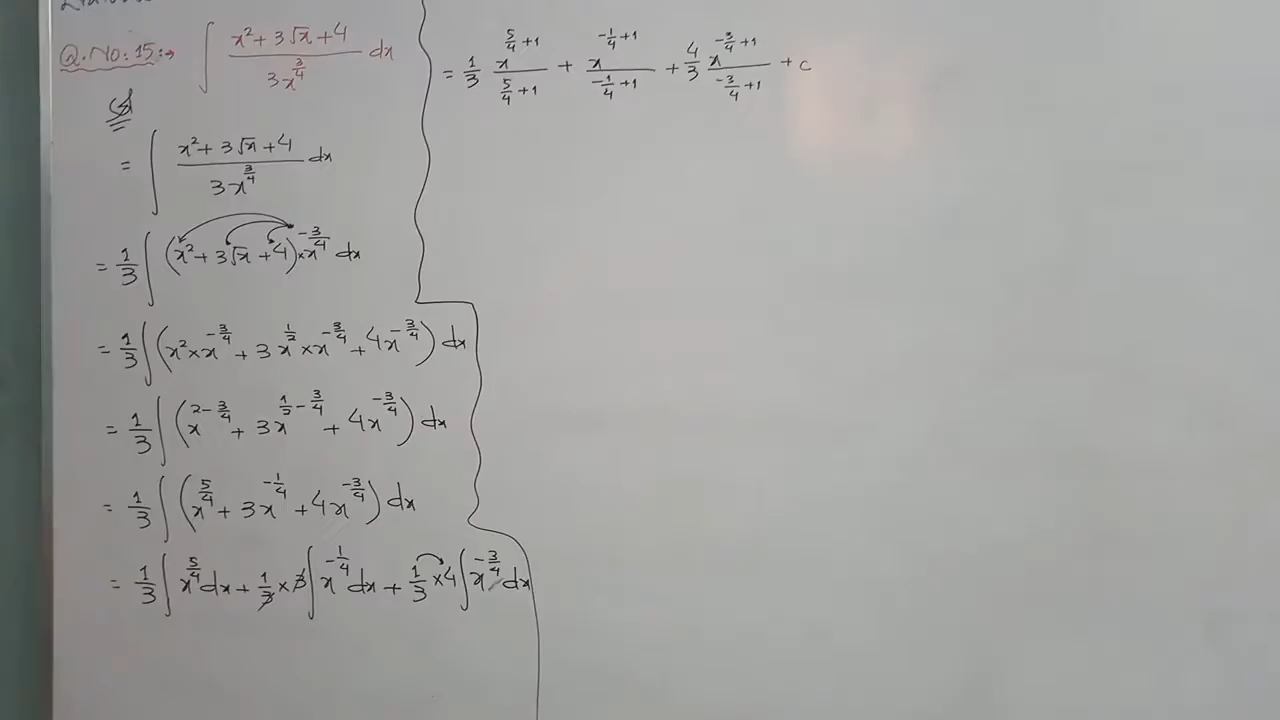 Q.No:15:→ ∫ (x² + 3√x + 4)/(3x^(3/4)) dx
Sol
= ∫ (x² + 3√x + 4)/(3x^(3/4)) dx
= 1/3 ∫ (x² + 3√x + 4) × x^(-3/4) dx
= 1/3 ∫ (x² × x^(-3/4) + 3x^(1/2) × x^(-3/4) + 4x^(-3/4)) dx
= 1/3 ∫ (x^(2 - 3/4) + 3x^(1/2 - 3/4) + 4x^(-3/4)) dx
= 1/3 ∫ (x^(5/4) + 3x^(-1/4) + 4x^(-3/4)) dx
= 1/3 ∫ x^(5/4) dx + 1/3 × 3 ∫ x^(-1/4) dx + 1/3 × 4 ∫ x^(-3/4) dx
= 1/3 x^(5/4 + 1)/(5/4 + 1) + x^(-1/4 + 1)/(-1/4 + 1) + 4/3 x^(-3/4 + 1)/(-3/4 + 1) + c